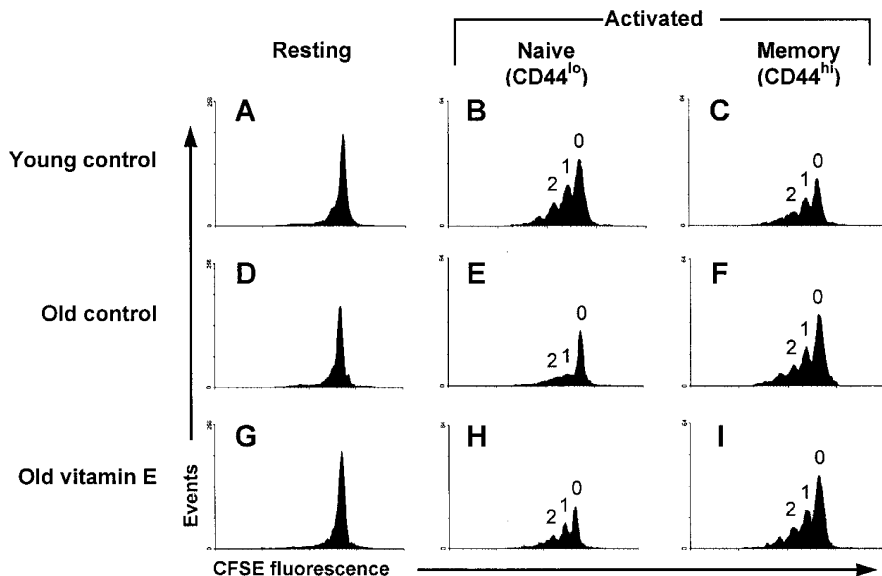 Activated
Resting
Naive
(CD44lo)
Memory
(CD44hi)
Young control
A
B
0
1
2
C
0
1
2
Old control
D
E
0
1
2
F
0
1
2
Old vitamin E
G
H
0
1
2
I
0
1
2
Events
CFSE fluorescence